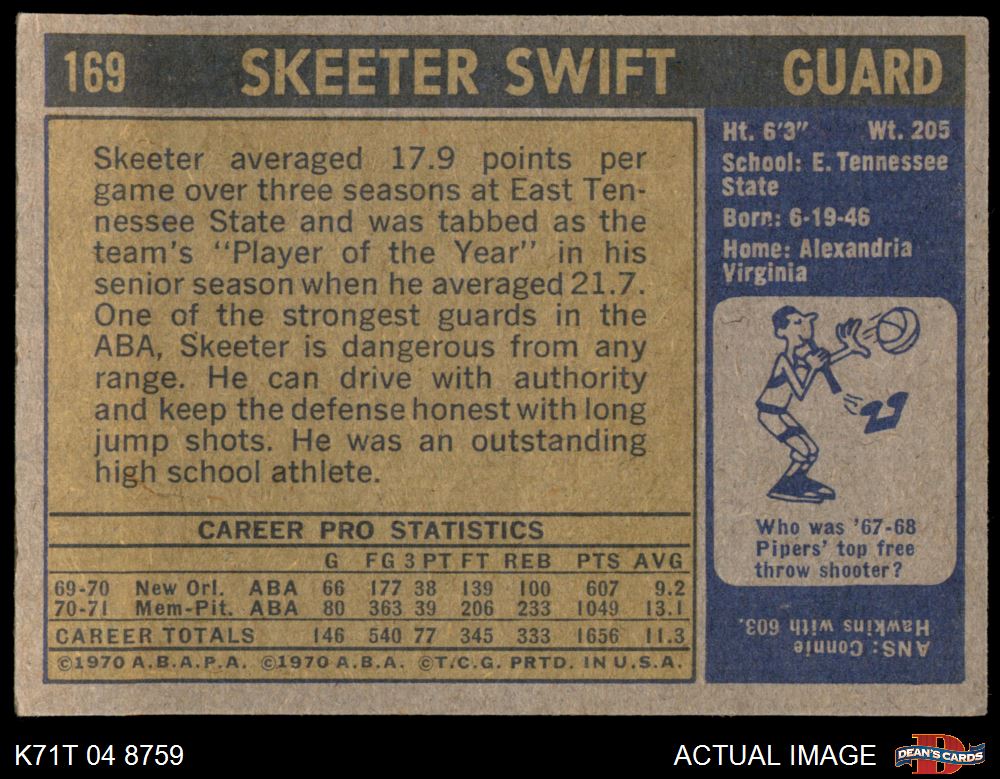 169 SKEETER SWIFT GUARD
Skeeter averaged 17.9 points per
game over three seasons at East Ten-
nessee State and was tabbed as the
team's "Player of the Year" in his
senior season when he averaged 21.7.
One of the strongest guards in the
ABA, Skeeter is dangerous from any
range. He can drive with authority
and keep the defense honest with long
jump shots. He was an outstanding
high school athlete.
CAREER PRO STATISTICS
G FG 3 PT FT REB PTS AVG
69-70 New Orl. ABA 66 177 38 139 100 607 9.2
70-71 Mem-Pit. ABA 80 363 39 206 233 1049 13.1
CAREER TOTALS 146 540 77 345 333 1656 11.3
©1970 A.B.A.P.A. ©1970 A.B.A. ©T.C.G. PRTD. IN U.S.A.
Ht. 6'3" Wt. 205
School: E. Tennessee
State
Born: 6-19-46
Home: Alexandria
Virginia
Who was '67-68
Pipers' top free
throw shooter?
ANS: Connie
Hawkins with 603.
K71T 04 8759
ACTUAL IMAGE
DEAN'S CARDS